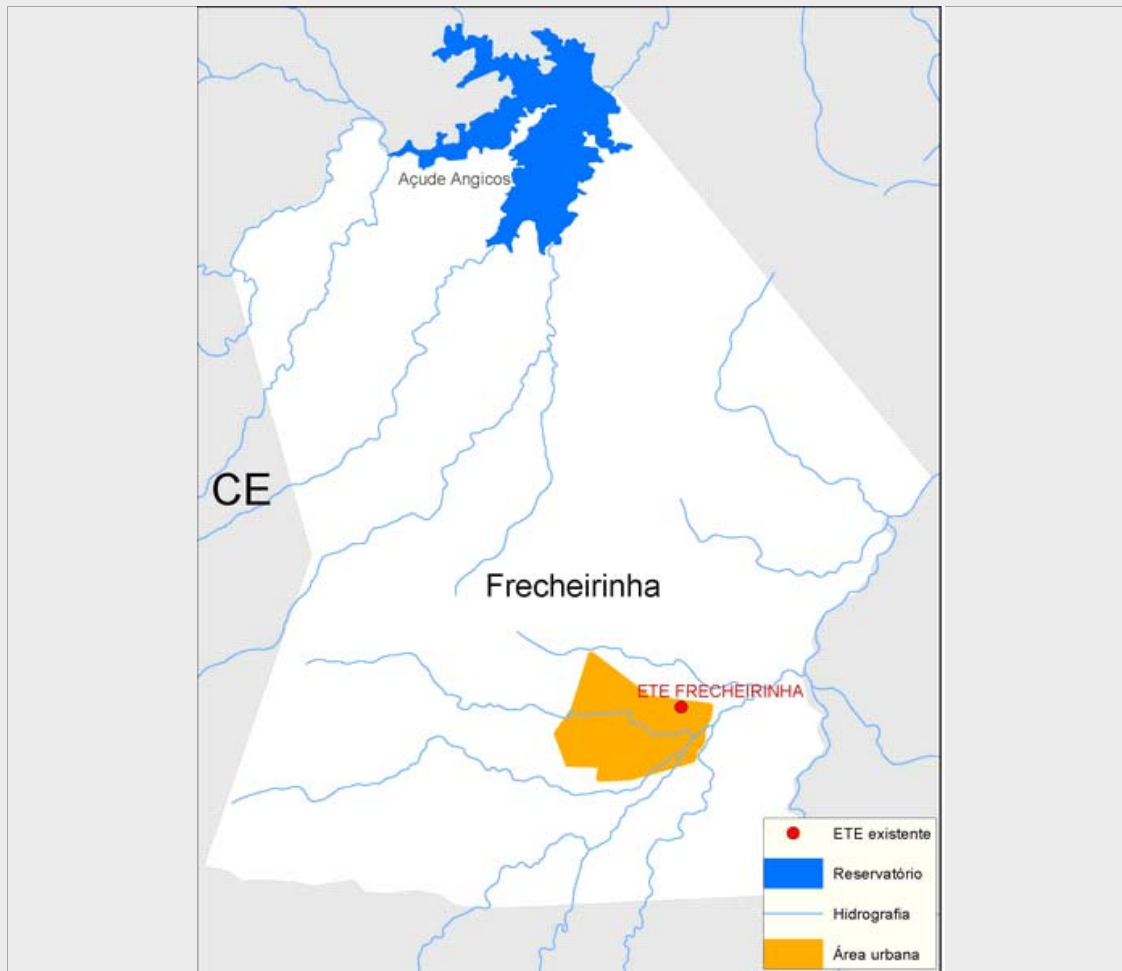 Açude Angicos
CE
Frecheirinha
ETE FRECHEIRINHA
ETE existente
Reservatório
Hidrografia
Área urbana